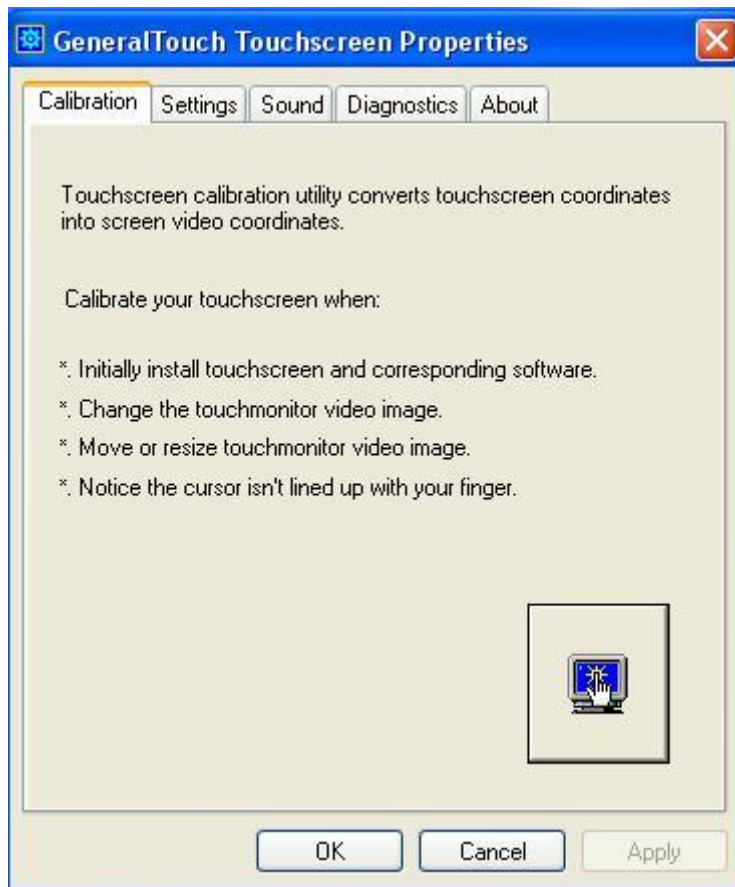 GeneralTouch Touchscreen Properties
Calibration Settings Sound Diagnostics About
Touchscreen calibration utility converts touchscreen coordinates
into screen video coordinates.
Calibrate your touchscreen when:
*. Initially install touchscreen and corresponding software.
*. Change the touchmonitor video image.
*. Move or resize touchmonitor video image.
*. Notice the cursor isn't lined up with your finger.
OK Cancel Apply